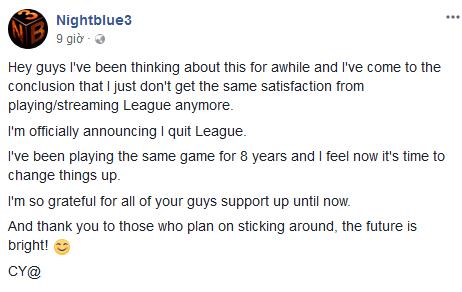 Nightblue3
9 giờ ·
Hey guys I've been thinking about this for awhile and I've come to the
conclusion that I just don't get the same satisfaction from
playing/streaming League anymore.
I'm officially announcing I quit League.
I've been playing the same game for 8 years and I feel now it's time to
change things up.
I'm so grateful for all of your guys support up until now.
And thank you to those who plan on sticking around, the future is
bright! 😊
CY@